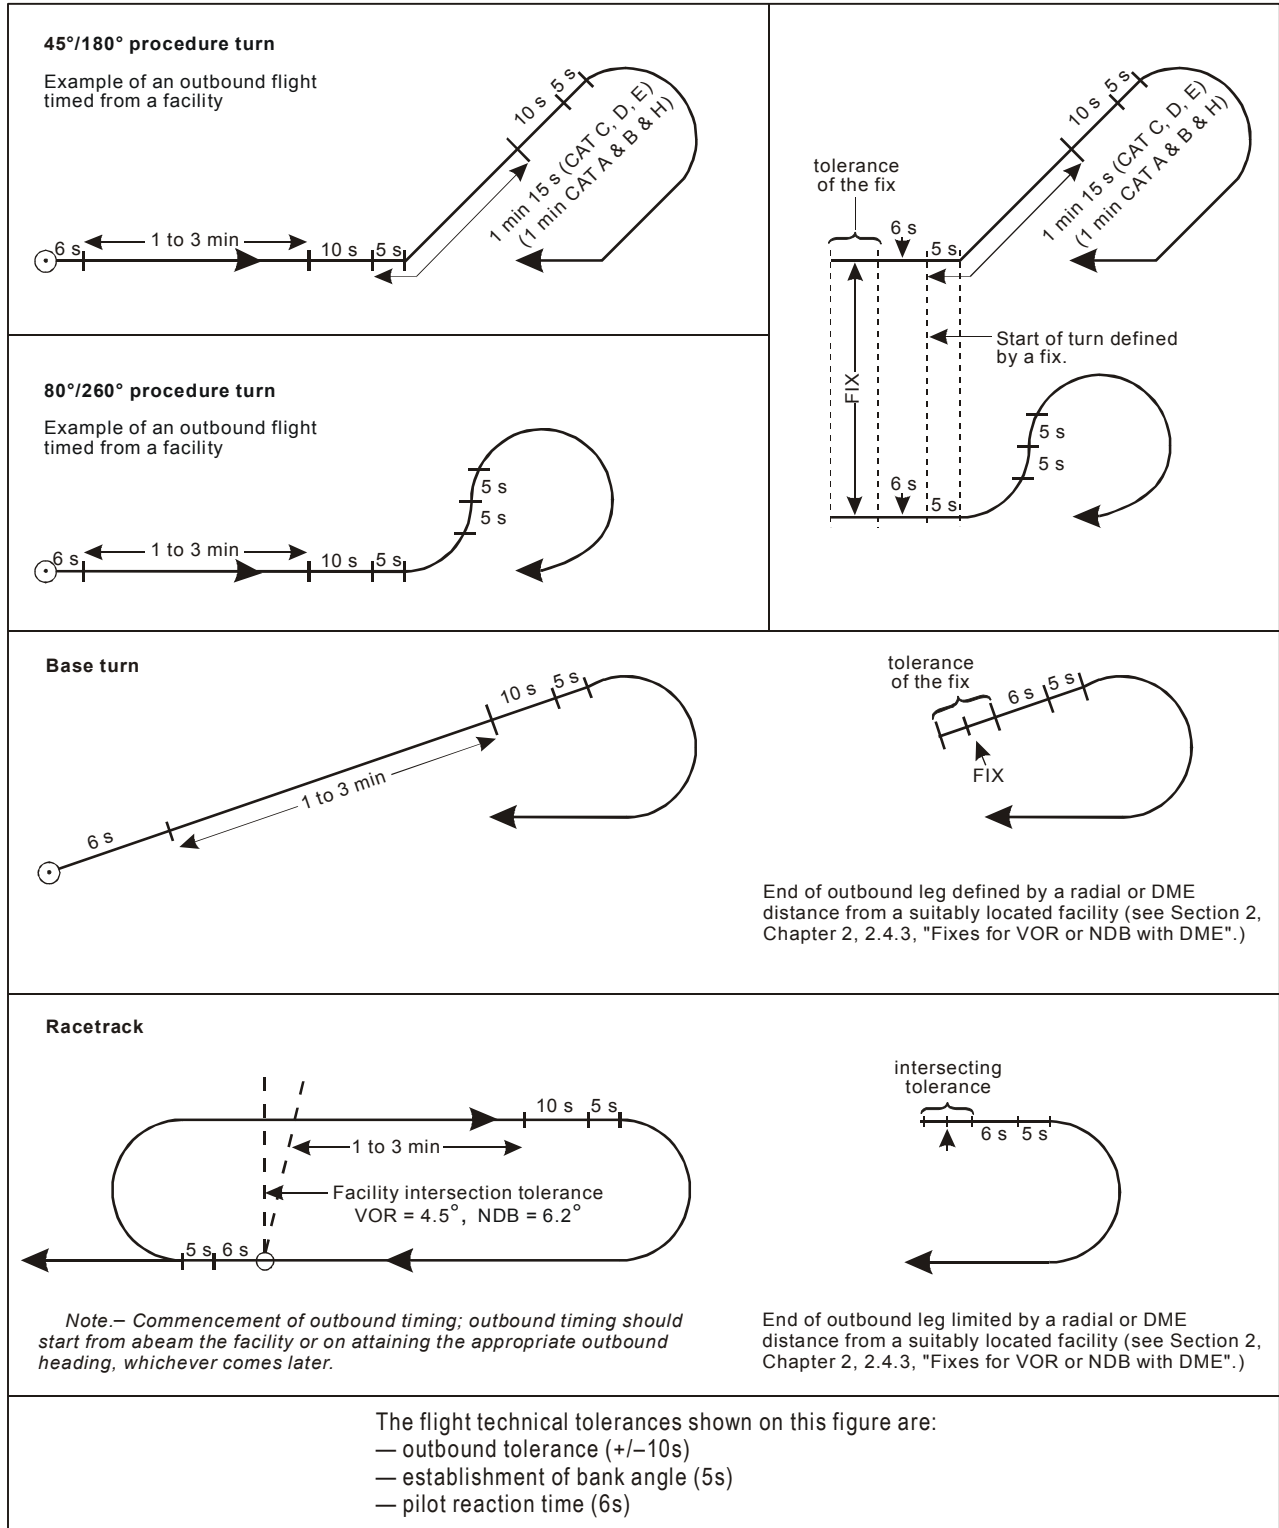 45°/180° procedure turn
Example of an outbound flight
timed from a facility
6 s
1 to 3 min
10 s
5 s
10 s
5 s
1 min 15 s (CAT C, D, E)
(1 min CAT A & B & H)
tolerance
of the fix
6 s
5 s
10 s
5 s
1 min 15 s (CAT C, D, E)
(1 min CAT A & B & H)
Start of turn defined
by a fix.
FIX
6 s
5 s
5 s
5 s
80°/260° procedure turn
Example of an outbound flight
timed from a facility
6 s
1 to 3 min
10 s
5 s
5 s
5 s
Base turn
6 s
1 to 3 min
10 s
5 s
tolerance
of the fix
6 s
5 s
FIX
End of outbound leg defined by a radial or DME
distance from a suitably located facility (see Section 2,
Chapter 2, 2.4.3, "Fixes for VOR or NDB with DME".)
Racetrack
10 s
5 s
1 to 3 min
Facility intersection tolerance
VOR = 4.5°, NDB = 6.2°
5 s
6 s
Note.– Commencement of outbound timing; outbound timing should
start from abeam the facility or on attaining the appropriate outbound
heading, whichever comes later.
intersecting
tolerance
6 s
5 s
End of outbound leg limited by a radial or DME
distance from a suitably located facility (see Section 2,
Chapter 2, 2.4.3, "Fixes for VOR or NDB with DME".)
The flight technical tolerances shown on this figure are:
— outbound tolerance (+/–10s)
— establishment of bank angle (5s)
— pilot reaction time (6s)